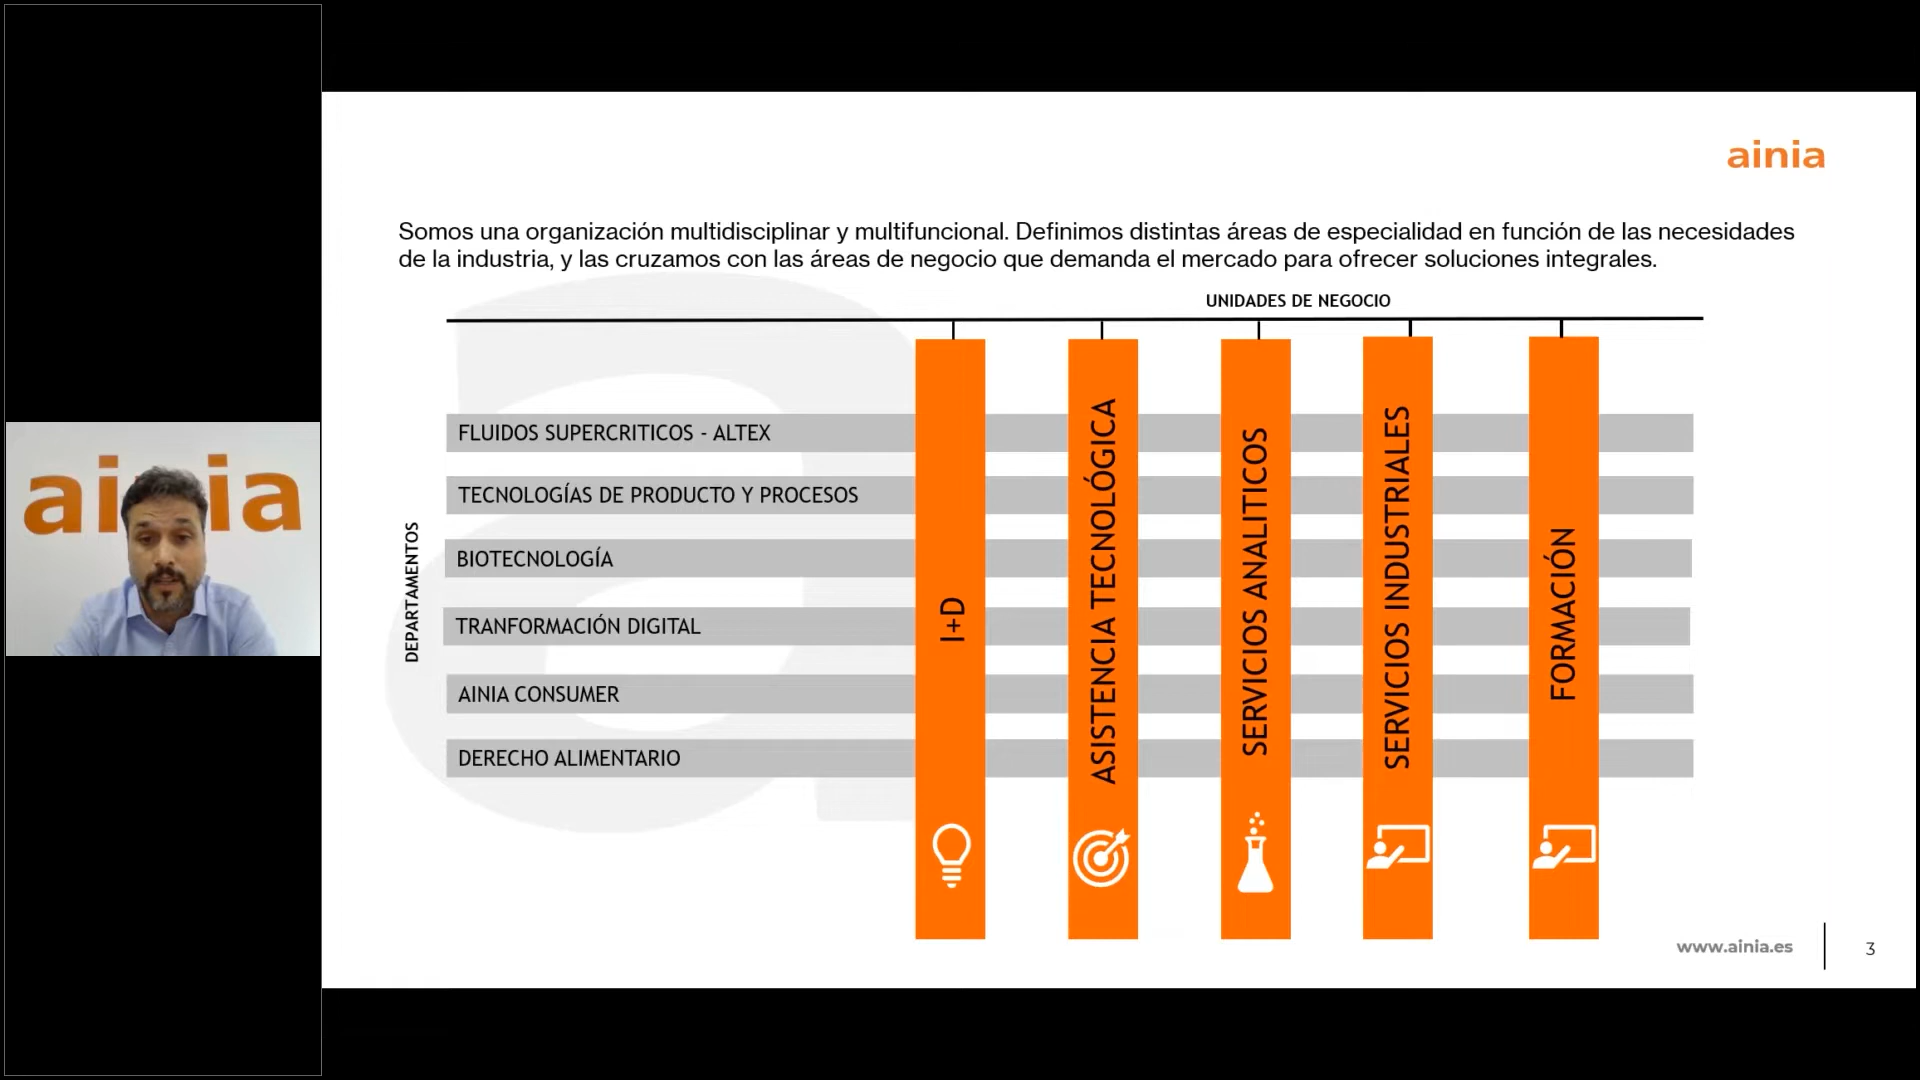 ainia
Somos una organización multidisciplinar y multifuncional. Definimos distintas áreas de especialidad en función de las necesidades
de la industria, y las cruzamos con las áreas de negocio que demanda el mercado para ofrecer soluciones integrales.
UNIDADES DE NEGOCIO
DEPARTAMENTOS
FLUIDOS SUPERCRITICOS - ALTEX
TECNOLOGÍAS DE PRODUCTO Y PROCESOS
BIOTECNOLOGÍA
TRANFORMACIÓN DIGITAL
AINIA CONSUMER
DERECHO ALIMENTARIO
I+D
ASISTENCIA TECNOLÓGICA
SERVICIOS ANALITICOS
SERVICIOS INDUSTRIALES
FORMACIÓN
www.ainia.es
3
ainia